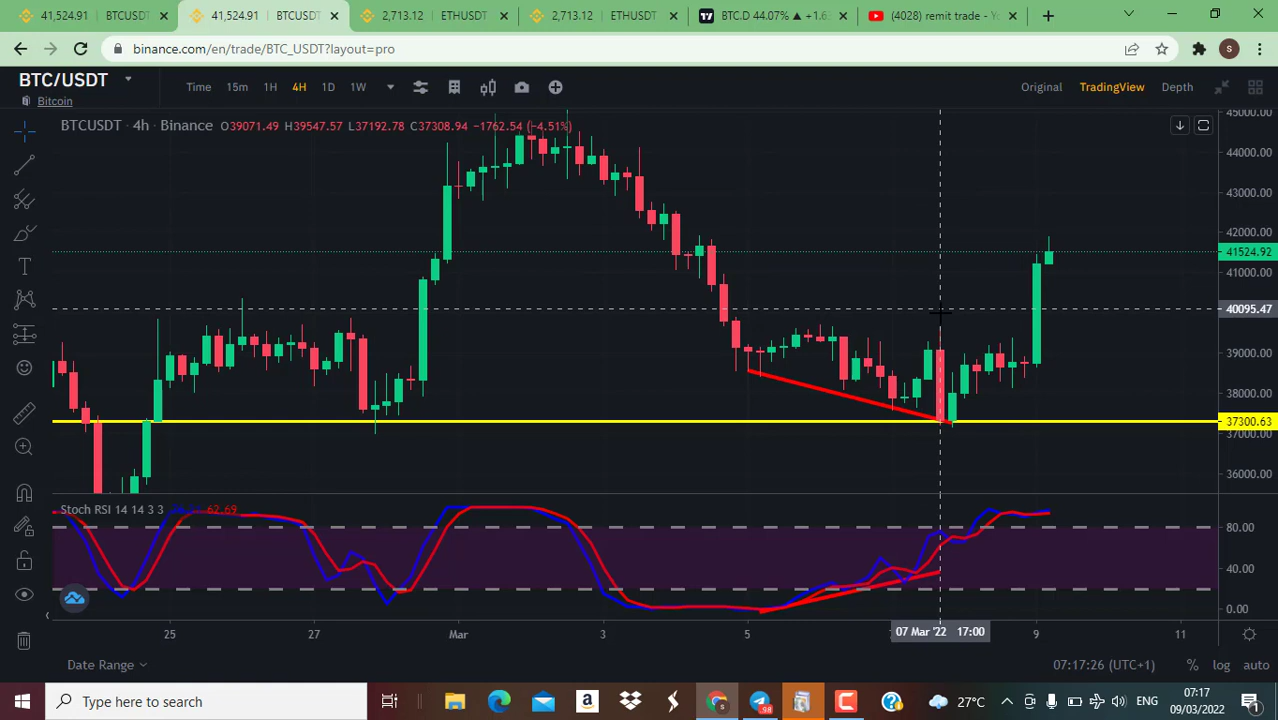 41,524.91 BTCUSDT
41,524.91 BTCUSDT
2,713.12 ETHUSDT
2,713.12 ETHUSDT
BTC.D 44.07% ▲ +1.6
(4028) remit trade - Yo
binance.com/en/trade/BTC_USDT?layout=pro
S
BTC/USDT
Bitcoin
Time 15m 1H 4H 1D 1W
Original TradingView Depth
BTCUSDT · 4h · Binance O39071.49 H39547.57 L37192.78 C37308.94 −1762.54 (−4.51%)
45000.00
44000.00
43000.00
42000.00
41524.92
41000.00
40095.47
39000.00
38000.00
37300.63
37000.00
36000.00
Stoch RSI 14 14 3 3 62.69
80.00
40.00
0.00
25 27 Mar 3 5 07 Mar '22 17:00 9 11
Date Range 07:17:26 (UTC+1) % log auto
Type here to search
98
27°C
ENG
07:17
09/03/2022
1